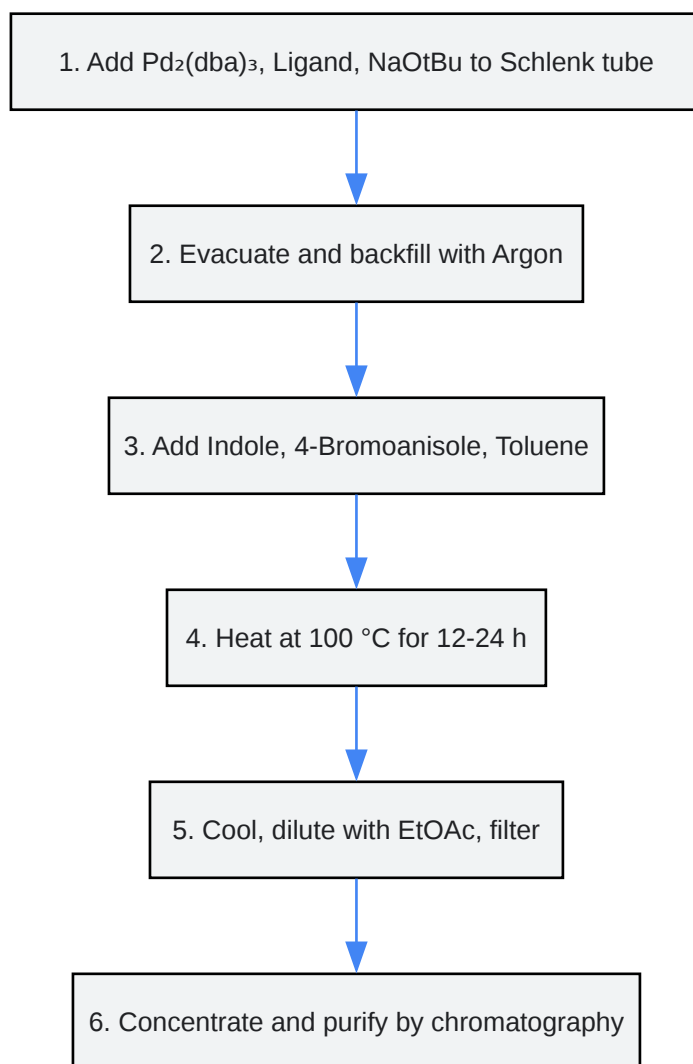 1. Add Pd₂(dba)₃, Ligand, NaOtBu to Schlenk tube
2. Evacuate and backfill with Argon
3. Add Indole, 4-Bromoanisole, Toluene
4. Heat at 100 °C for 12-24 h
5. Cool, dilute with EtOAc, filter
6. Concentrate and purify by chromatography